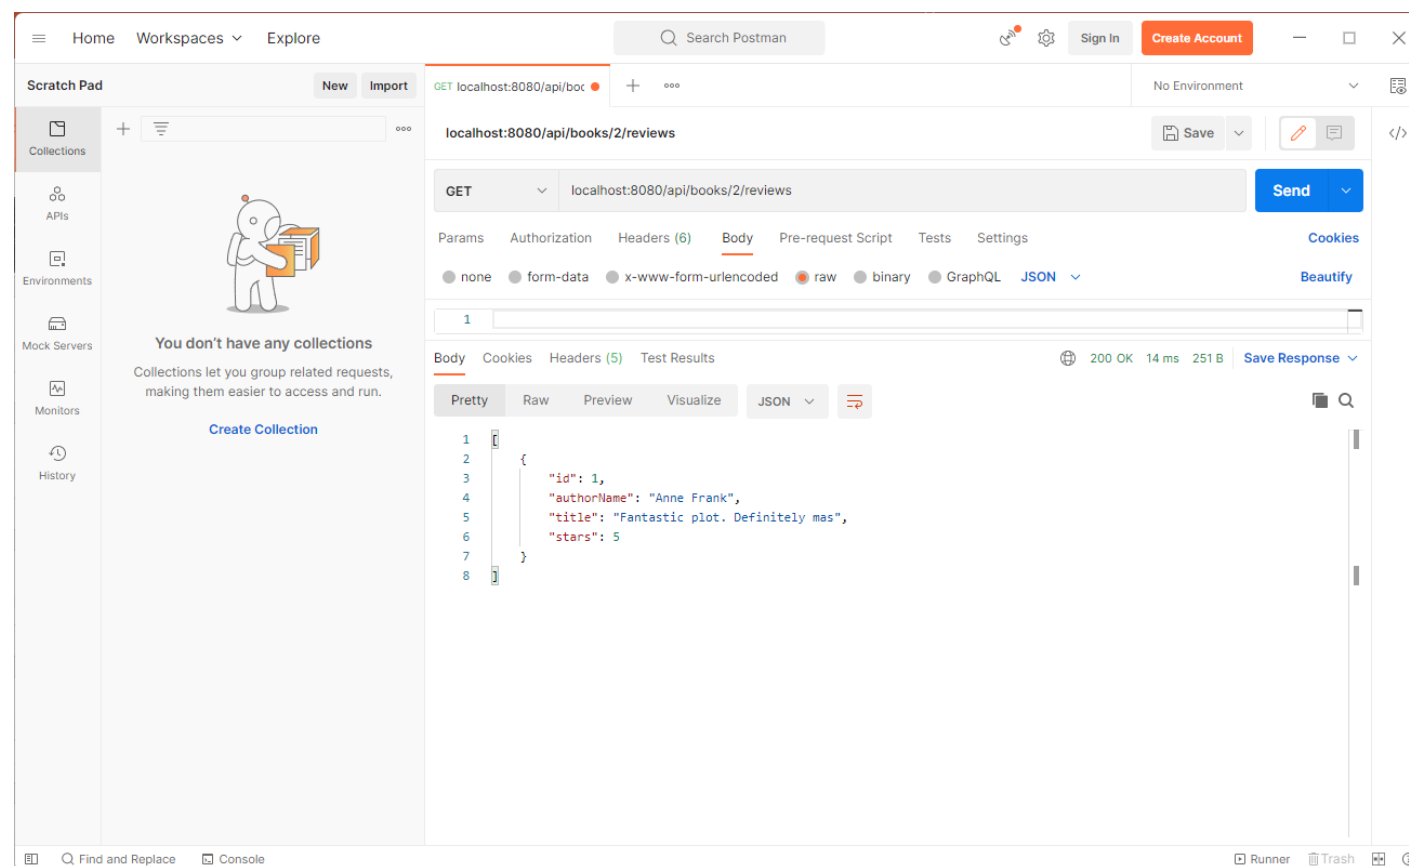 Home Workspaces Explore Search Postman Sign In Create Account
Scratch Pad New Import GET localhost:8080/api/boc No Environment
localhost:8080/api/books/2/reviews Save
Collections
GET localhost:8080/api/books/2/reviews Send
APIs
Params Authorization Headers (6) Body Pre-request Script Tests Settings Cookies
none form-data x-www-form-urlencoded raw binary GraphQL JSON Beautify
Environments
1
Mock Servers
You don't have any collections
Collections let you group related requests,
making them easier to access and run.
Create Collection
Body Cookies Headers (5) Test Results 200 OK 14 ms 251 B Save Response
Monitors
Pretty Raw Preview Visualize JSON
History
1 [
2 {
3 "id": 1,
4 "authorName": "Anne Frank",
5 "title": "Fantastic plot. Definitely mas",
6 "stars": 5
7 }
8 ]
Find and Replace Console Runner Trash